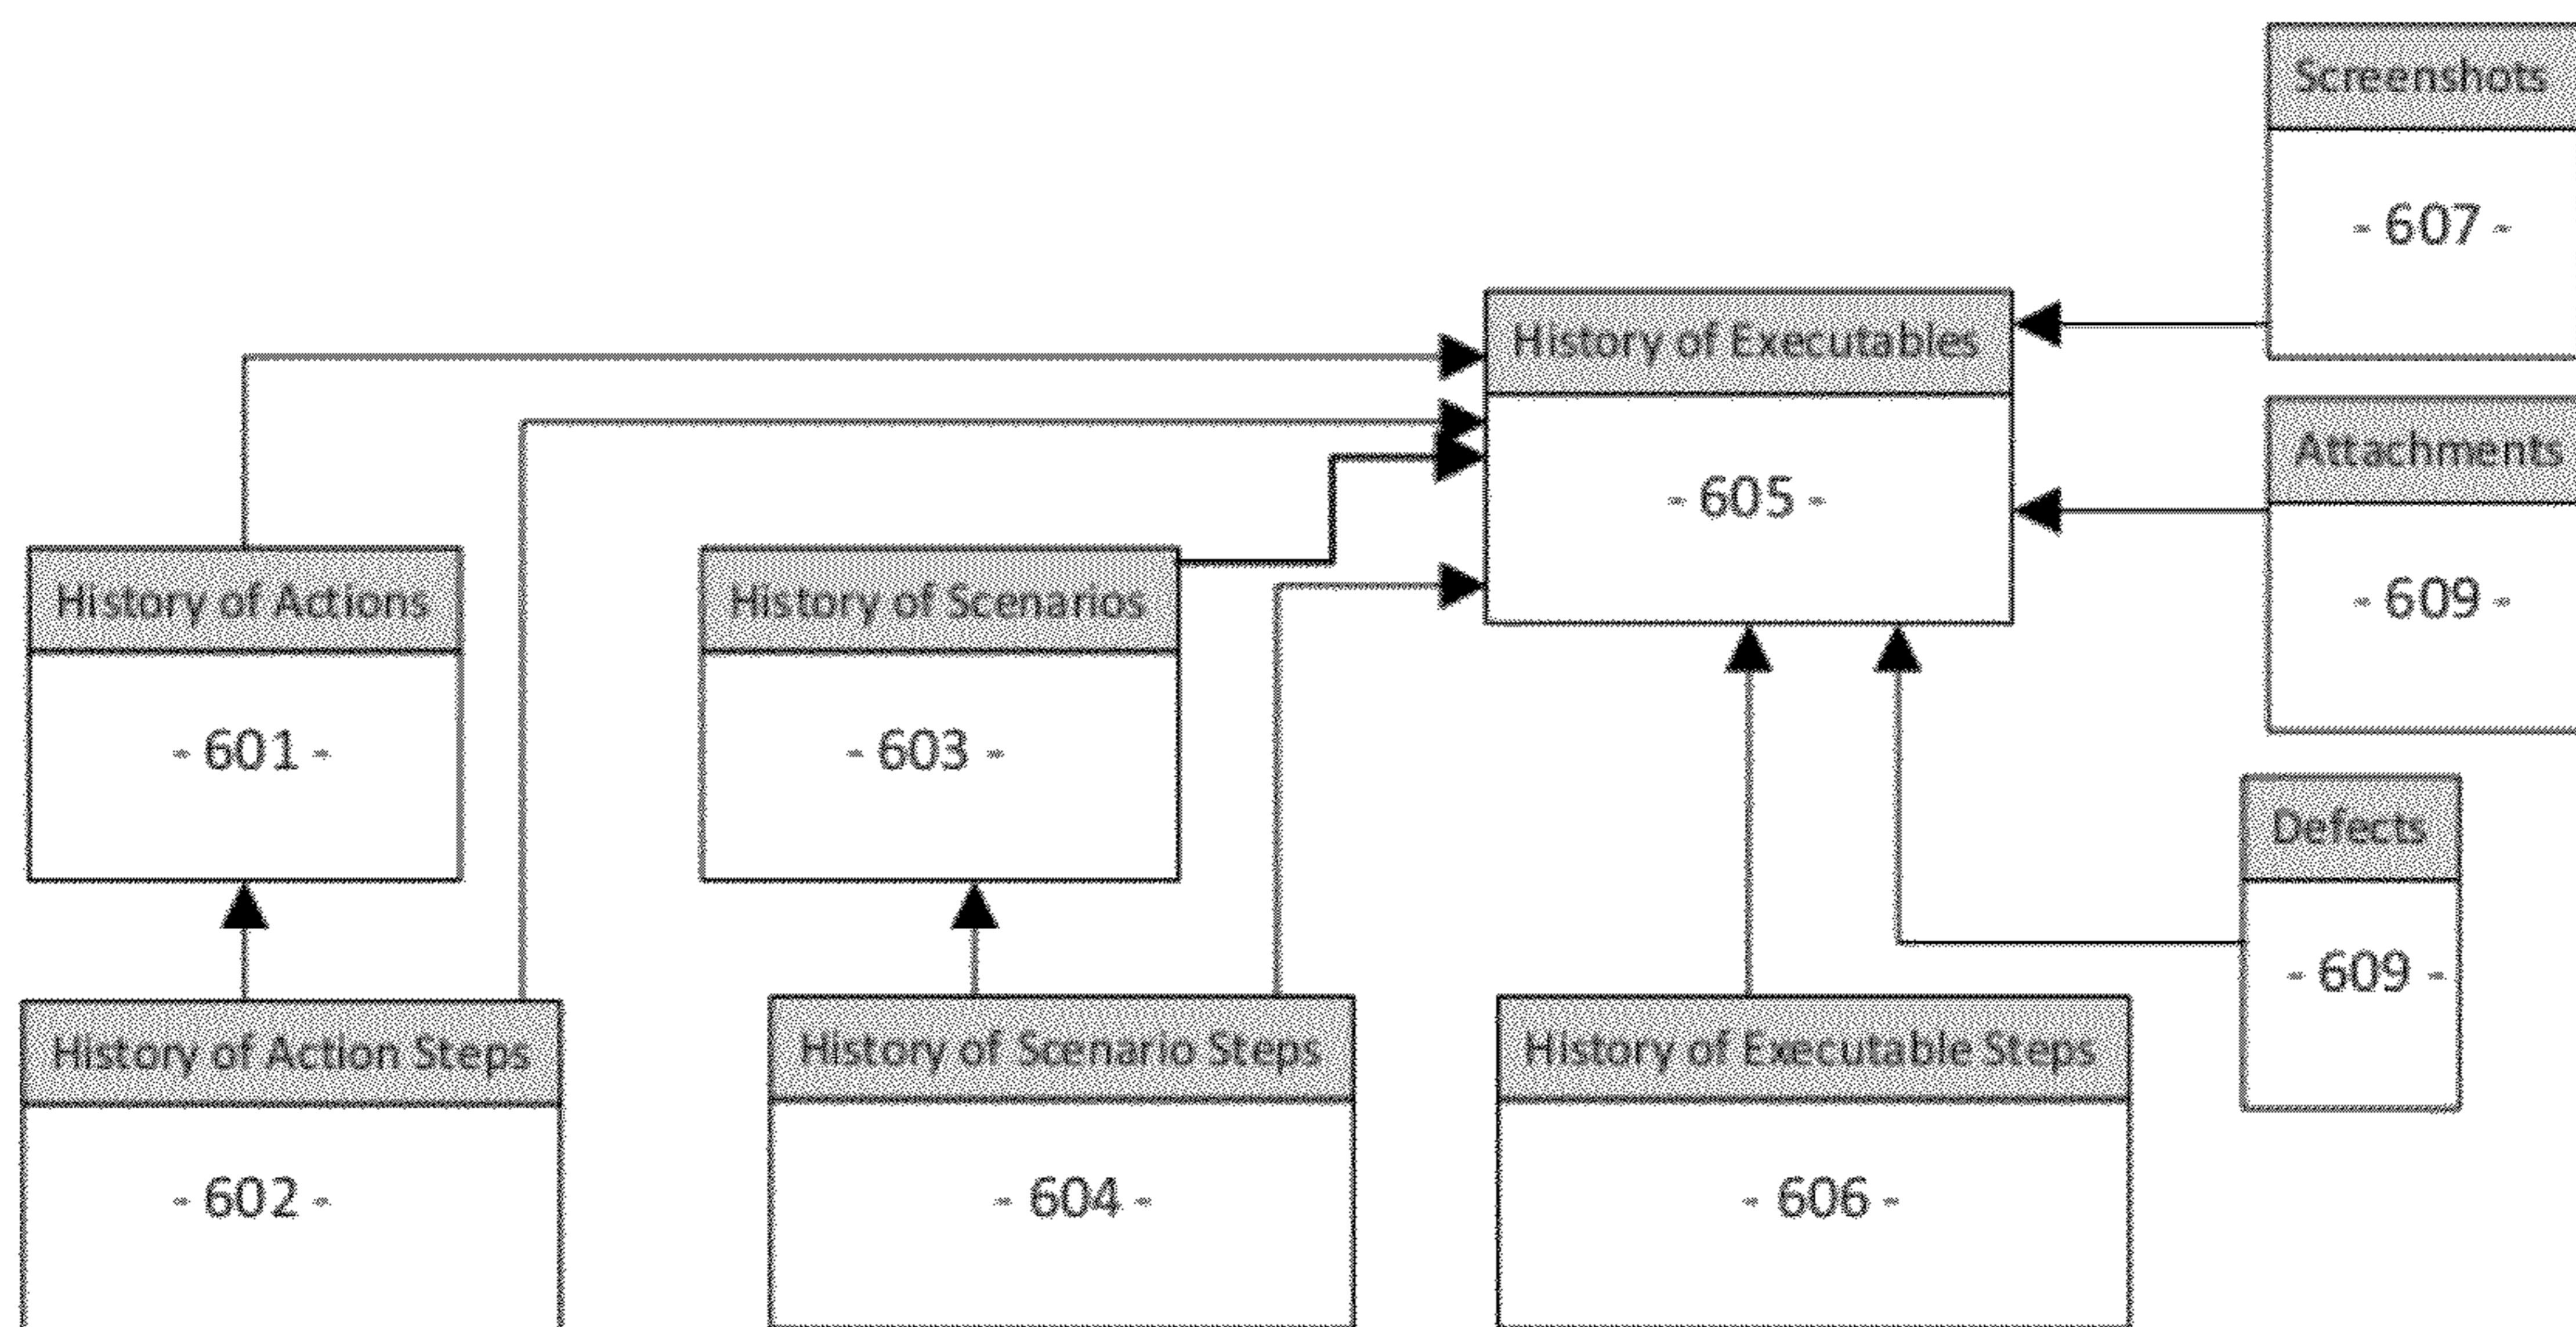 Screenshots
- 607 -
History of Executables
- 605 -
Attachments
- 609 -
History of Actions
- 601 -
History of Scenarios
- 603 -
Defects
- 609 -
History of Action Steps
- 602 -
History of Scenario Steps
- 604 -
History of Executable Steps
- 606 -